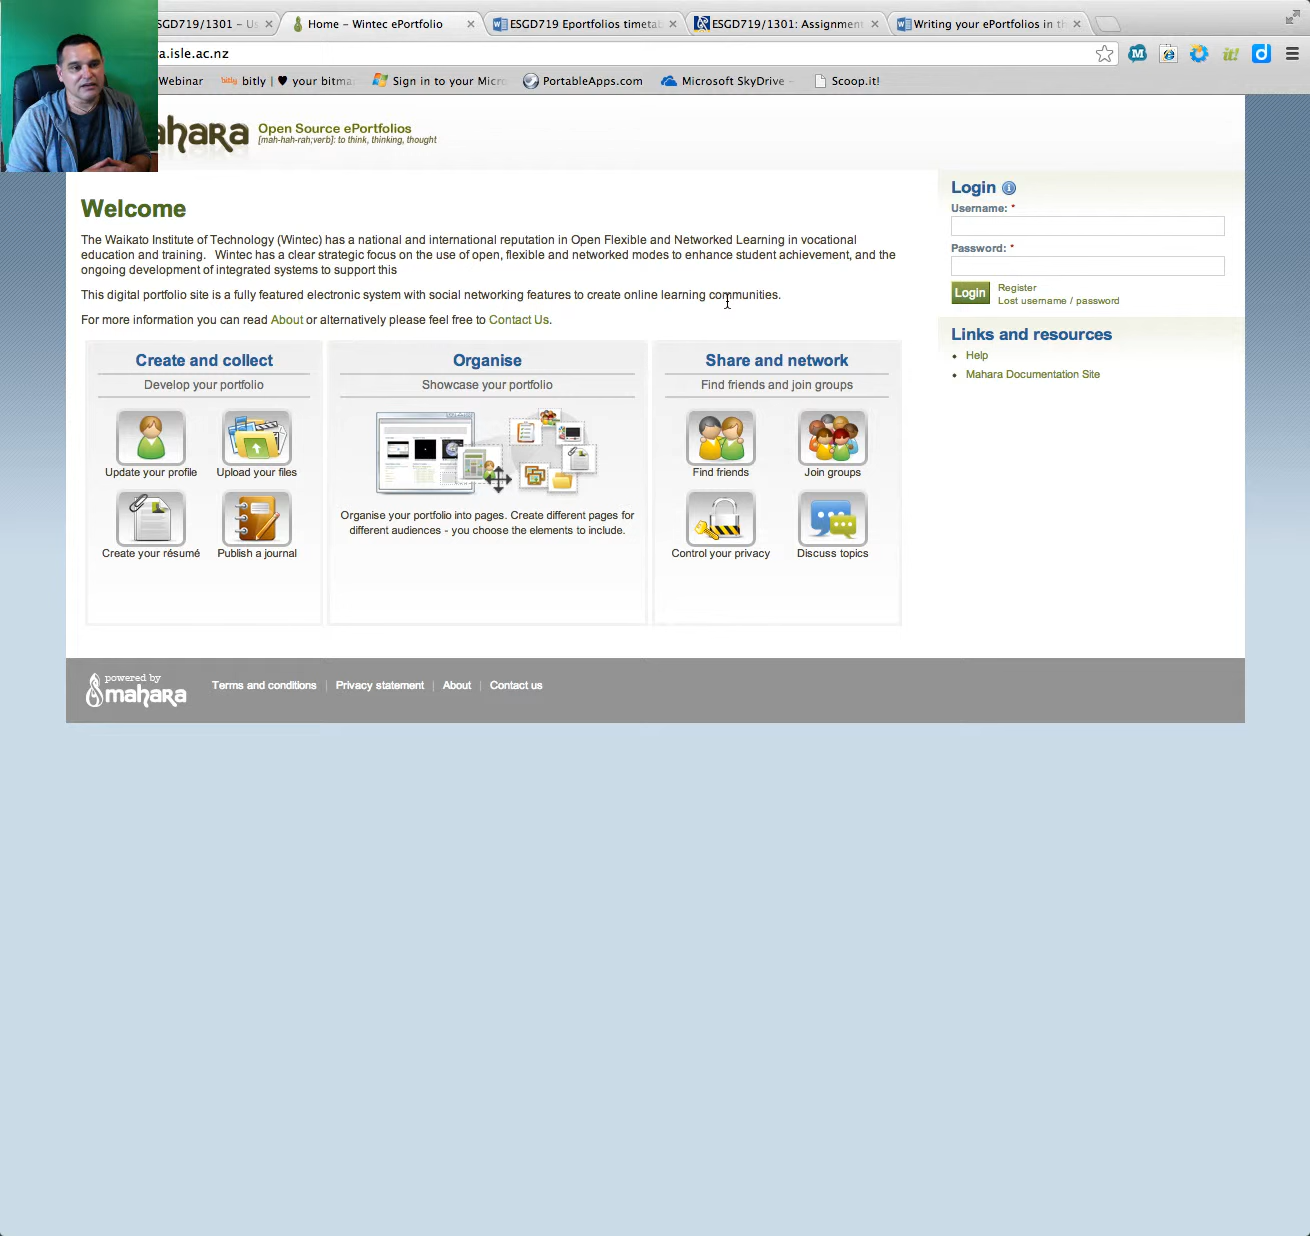 ESGD719/1301 – Us
Home – Wintec ePortfolio
ESGD719 Eportfolios timeta
ESGD719/1301: Assignment
Writing your ePortfolios in th
a.isle.ac.nz
Webinar
bitly | ♥ your bitma
Sign in to your Micro
PortableApps.com
Microsoft SkyDrive –
Scoop.it!
mahara
Open Source ePortfolios
[mah-hah-rah;verb]: to think, thinking, thought
Welcome
The Waikato Institute of Technology (Wintec) has a national and international reputation in Open Flexible and Networked Learning in vocational
education and training. Wintec has a clear strategic focus on the use of open, flexible and networked modes to enhance student achievement, and the
ongoing development of integrated systems to support this
This digital portfolio site is a fully featured electronic system with social networking features to create online learning communities.
For more information you can read About or alternatively please feel free to Contact Us.
Create and collect
Develop your portfolio
Update your profile
Upload your files
Create your résumé
Publish a journal
Organise
Showcase your portfolio
Organise your portfolio into pages. Create different pages for
different audiences - you choose the elements to include.
Share and network
Find friends and join groups
Find friends
Join groups
Control your privacy
Discuss topics
Login
Username: *
Password: *
Login
Register
Lost username / password
Links and resources
Help
Mahara Documentation Site
powered by
mahara
Terms and conditions | Privacy statement | About | Contact us